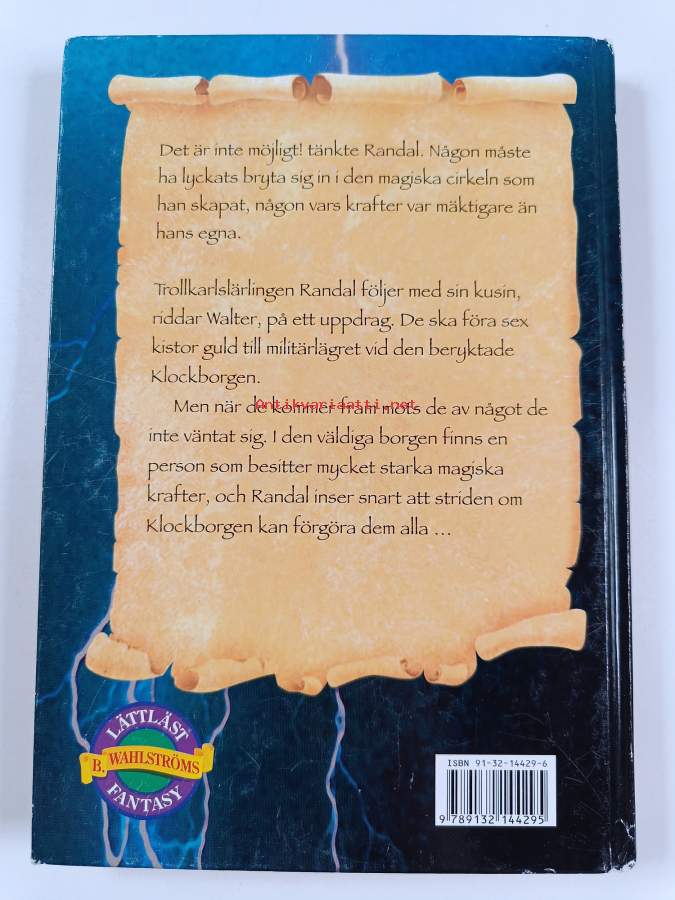 Det är inte möjligt! tänkte Randal. Någon måste
ha lyckats bryta sig in i den magiska cirkeln som
han skapat, någon vars krafter var mäktigare än
hans egna.
Trollkarlslärlingen Randal följer med sin kusin,
riddar Walter, på ett uppdrag. De ska föra sex
kistor guld till militärlägret vid den beryktade
Klockborgen.
Antikvariaatti.net
Men när de kommer fram möts de av något de
inte väntat sig. I den väldiga borgen finns en
person som besitter mycket starka magiska
krafter, och Randal inser snart att striden om
Klockborgen kan förgöra dem alla ...
LÄTTLÄST
B. WAHLSTRÖMS
FANTASY
ISBN 91-32-14429-6
9 789132 144295